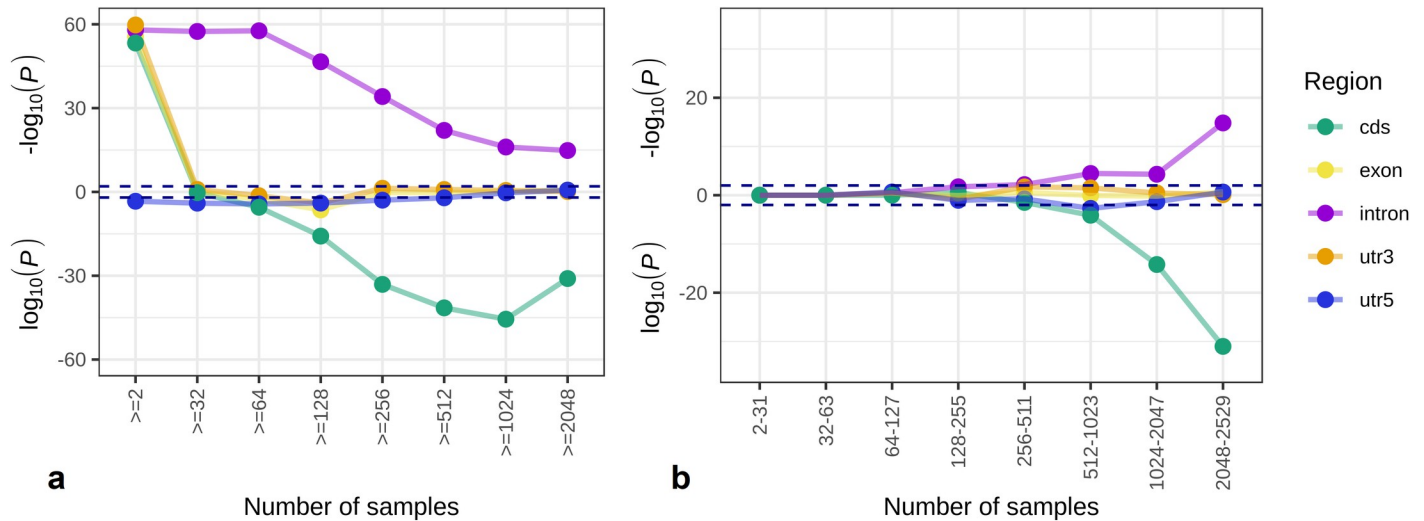 -log10(P)
log10(P)
60
30
0
-30
-60
>=2
>=32
>=64
>=128
>=256
>=512
>=1024
>=2048
a
Number of samples
-log10(P)
log10(P)
20
0
-20
2-31
32-63
64-127
128-255
256-511
512-1023
1024-2047
2048-2529
b
Number of samples
Region
cds
exon
intron
utr3
utr5